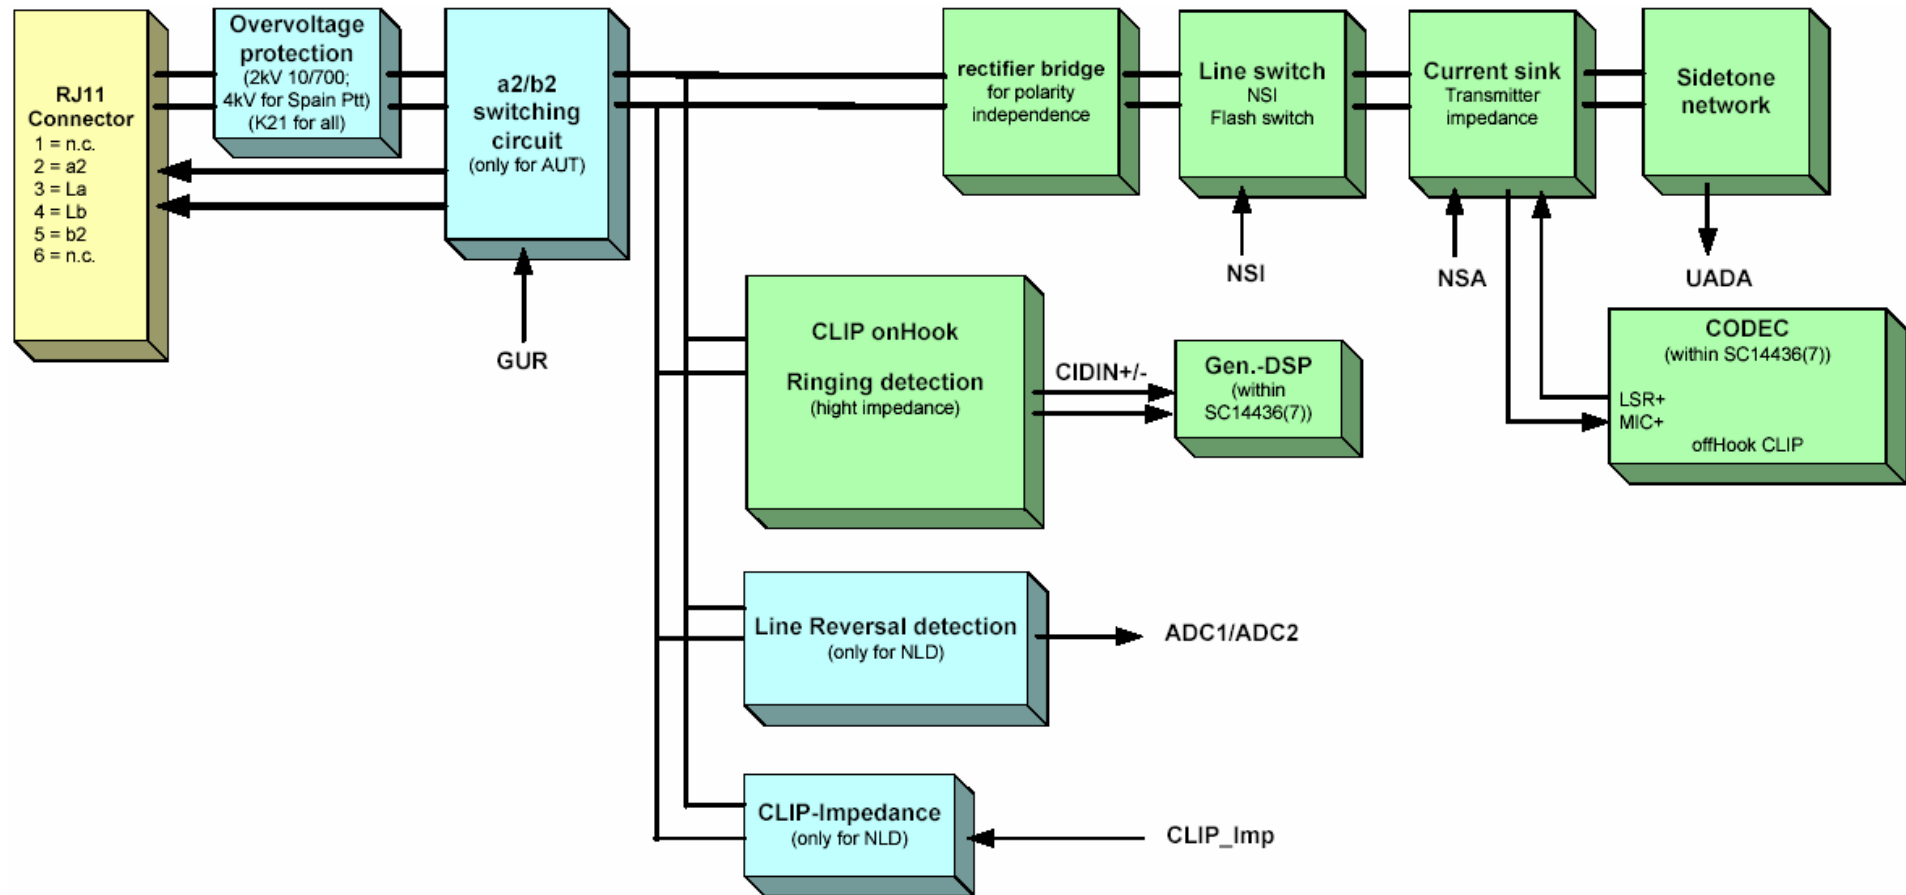 RJ11
Connector
1 = n.c.
2 = a2
3 = La
4 = Lb
5 = b2
6 = n.c.
Overvoltage
protection
(2kV 10/700;
4kV for Spain Ptt)
(K21 for all)
a2/b2
switching
circuit
(only for AUT)
GUR
rectifier bridge
for polarity
independence
Line switch
NSI
Flash switch
NSI
Current sink
Transmitter
impedance
NSA
Sidetone
network
UADA
CLIP onHook
Ringing detection
(hight impedance)
CIDIN+/-
Gen.-DSP
(within
SC14436(7))
CODEC
(within SC14436(7))
LSR+
MIC+
offHook CLIP
Line Reversal detection
(only for NLD)
ADC1/ADC2
CLIP-Impedance
(only for NLD)
CLIP_Imp